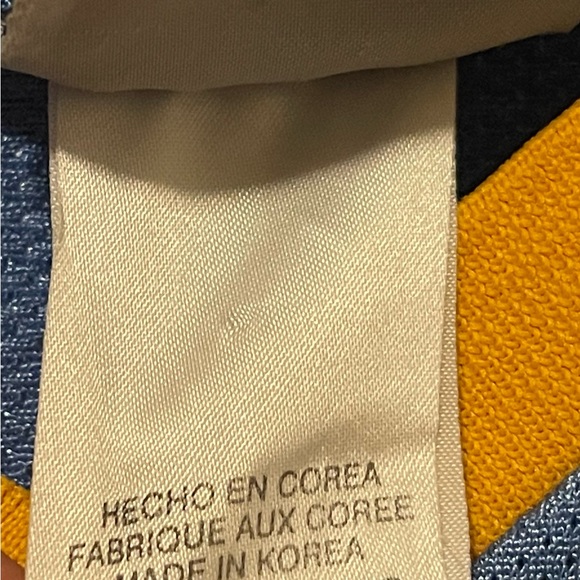 HECHO EN COREA
FABRIQUE AUX COREE
MADE IN KOREA